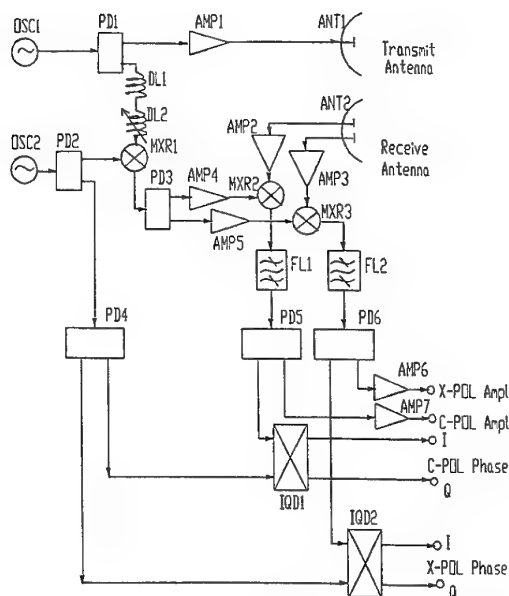 OSC1
PD1
AMP1
ANT1
Transmit
Antenna
DL1
DL2
ANT2
AMP2
Receive
Antenna
OSC2
PD2
MXR1
AMP3
PD3
AMP4
MXR2
AMP5
MXR3
FL1
FL2
PD4
PD5
PD6
AMP6
X-POL Ampl
AMP7
C-POL Ampl
I
C-POL Phase
IQD1
Q
IQD2
I
X-POL Phase
Q